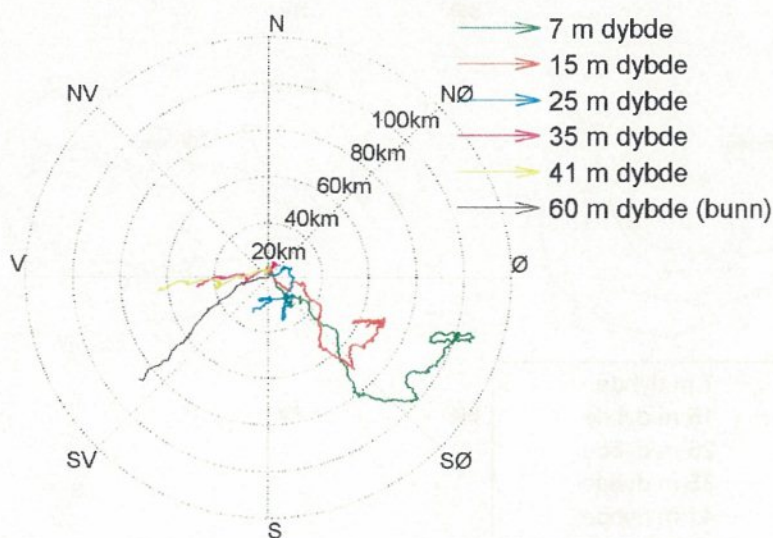 N
NV
NØ
V
Ø
SV
SØ
S
100km
80km
60km
40km
20km
7 m dybde
15 m dybde
25 m dybde
35 m dybde
41 m dybde
60 m dybde (bunn)